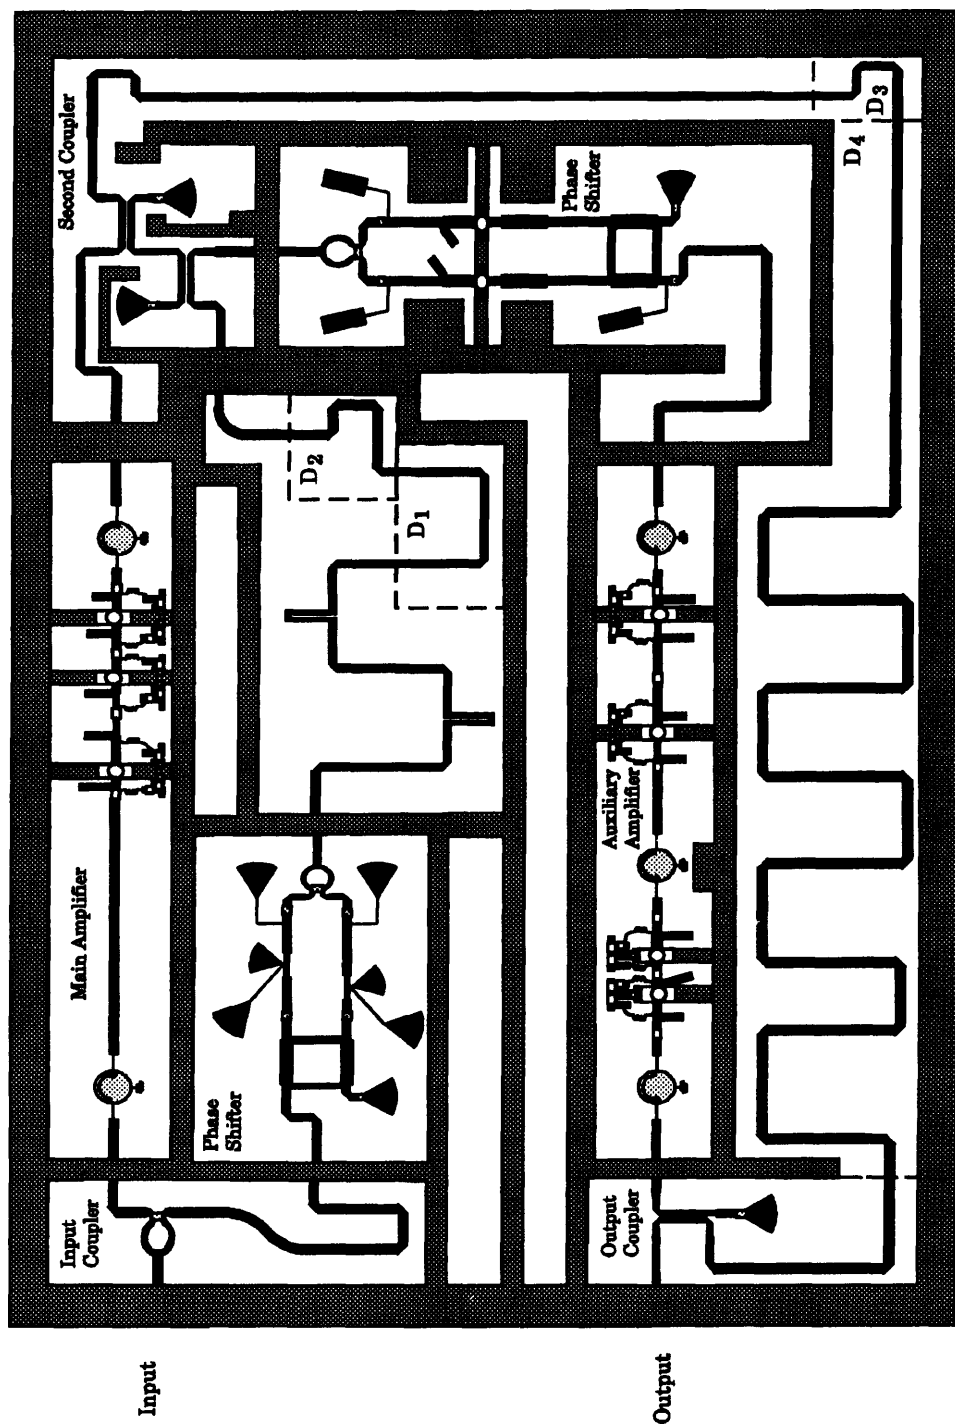 Second Coupler
D3
D4
Phase
Shifter
D2
D1
Main Amplifier
Auxiliary
Amplifier
Phase
Shifter
Input
Coupler
Output
Coupler
Input
Output